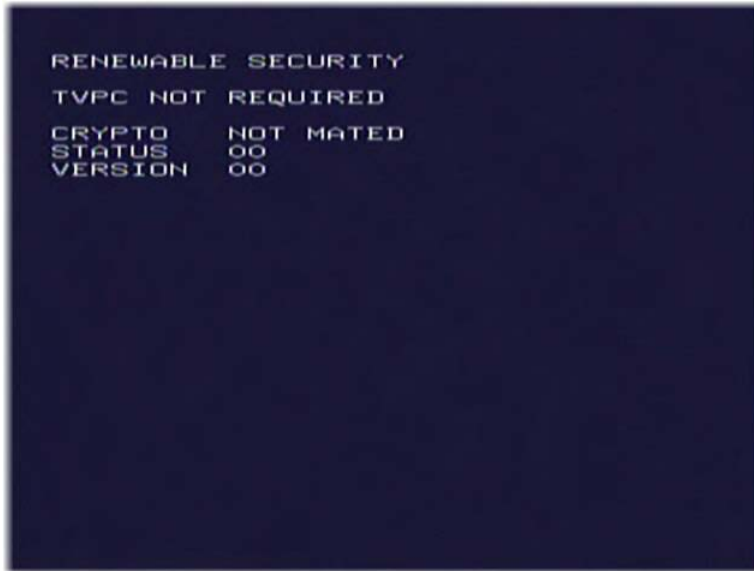 RENEWABLE SECURITY
TVPC NOT REQUIRED
CRYPTO NOT MATED
STATUS 00
VERSION 00